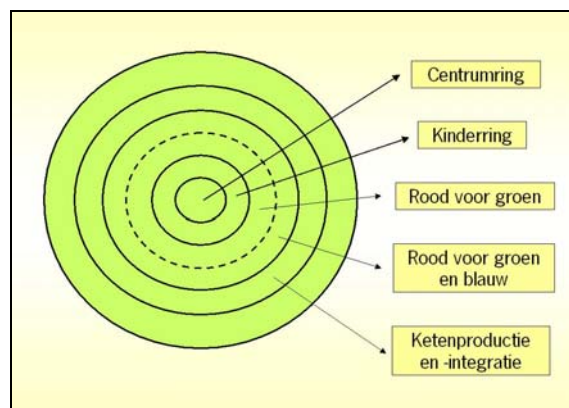 Centrumring
Kinderring
Rood voor groen
Rood voor groen
en blauw
Ketenproductie
en -integratie